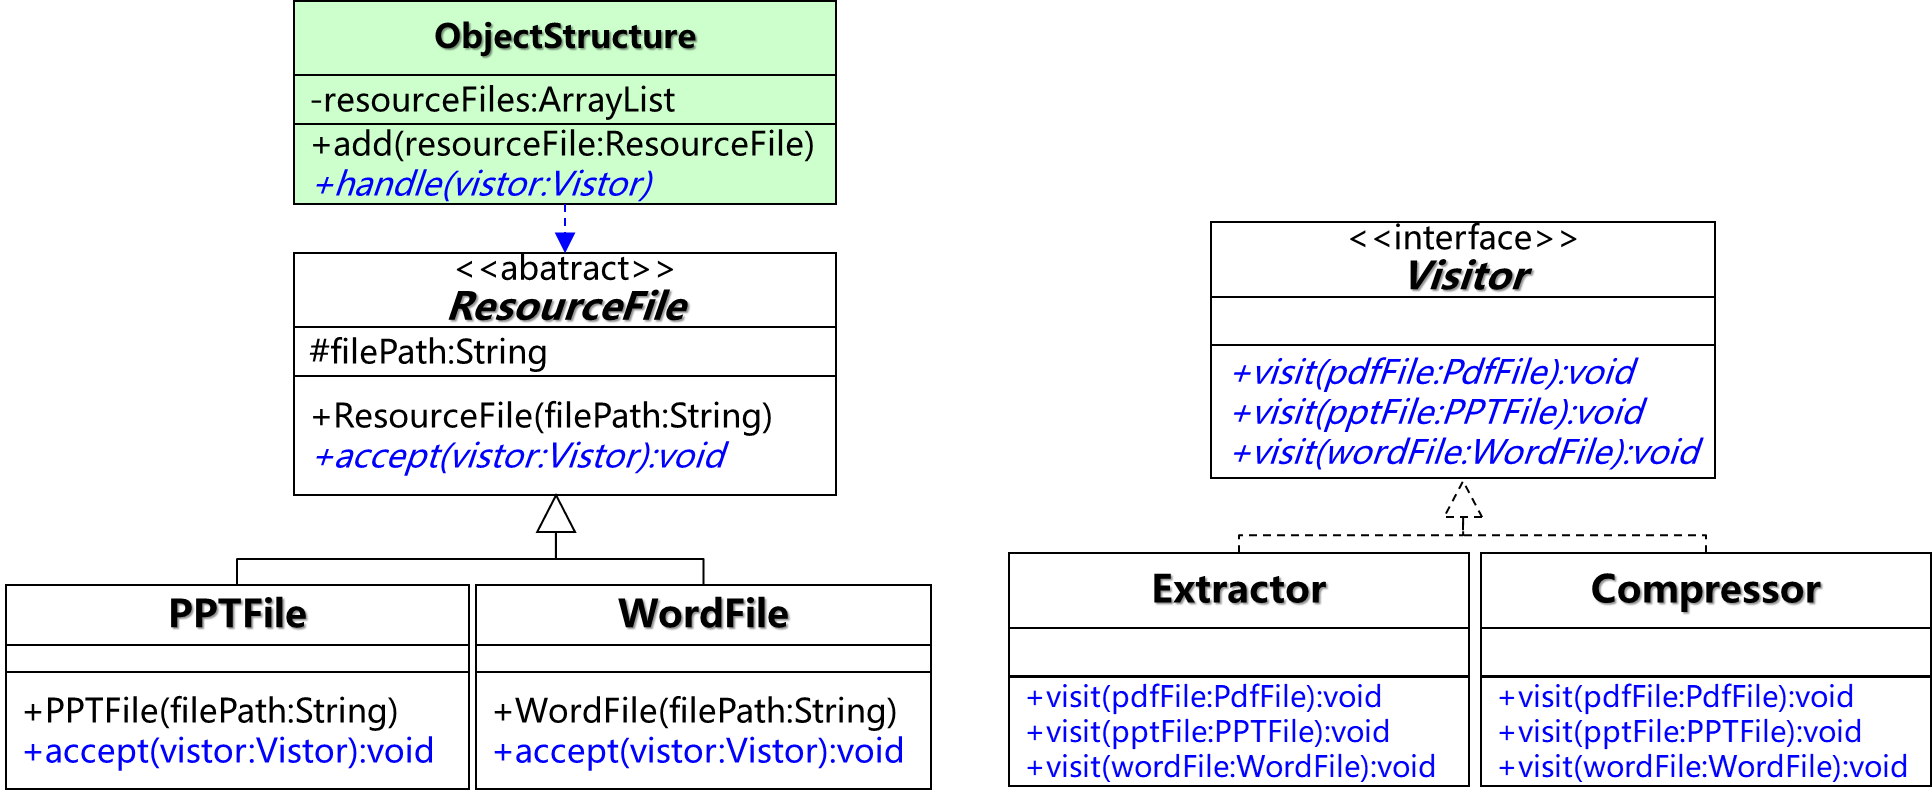 ObjectStructure
-resourceFiles:ArrayList
+add(resourceFile:ResourceFile)
+handle(vistor:Vistor)
<<abatract>>
ResourceFile
#filePath:String
+ResourceFile(filePath:String)
+accept(vistor:Vistor):void
PPTFile
+PPTFile(filePath:String)
+accept(vistor:Vistor):void
WordFile
+WordFile(filePath:String)
+accept(vistor:Vistor):void
<<interface>>
Visitor
+visit(pdfFile:PdfFile):void
+visit(pptFile:PPTFile):void
+visit(wordFile:WordFile):void
Extractor
+visit(pdfFile:PdfFile):void
+visit(pptFile:PPTFile):void
+visit(wordFile:WordFile):void
Compressor
+visit(pdfFile:PdfFile):void
+visit(pptFile:PPTFile):void
+visit(wordFile:WordFile):void